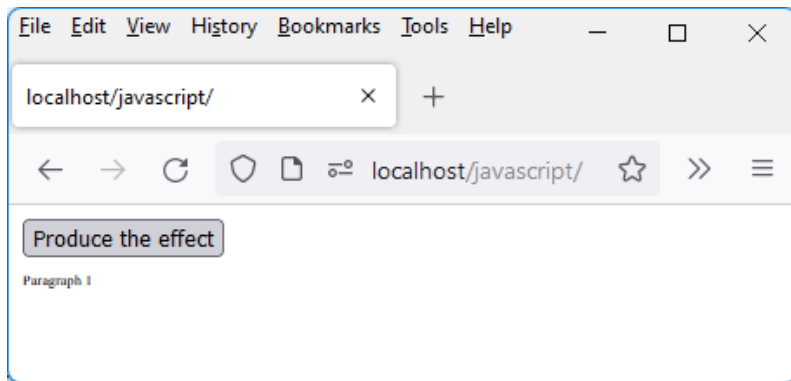 File Edit View History Bookmarks Tools Help
localhost/javascript/
localhost/javascript/
Produce the effect
Paragraph 1